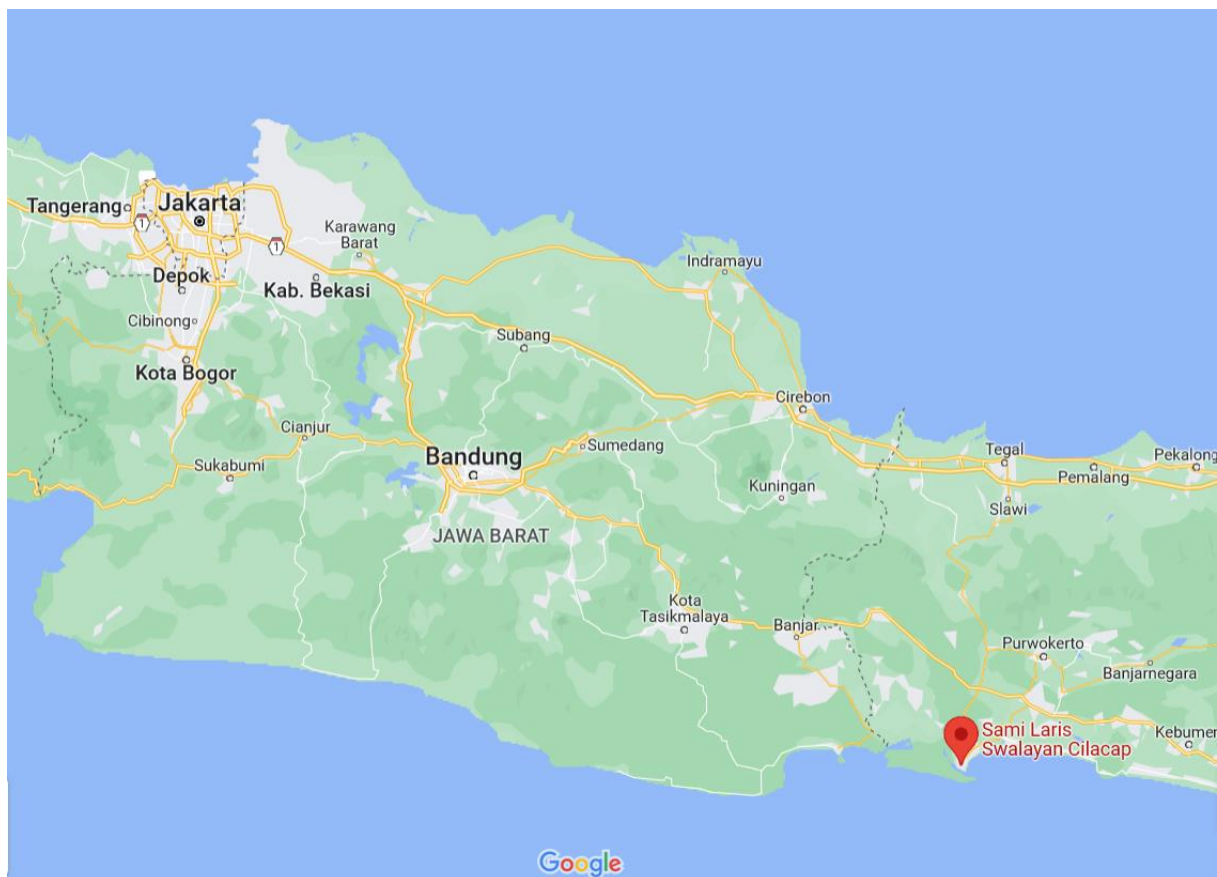 Tangerang
Jakarta
1
1
Karawang
Barat
Depok
Kab. Bekasi
Indramayu
Cibinong
Subang
Kota Bogor
Cirebon
Cianjur
Bandung
Sumedang
Sukabumi
Tegal
Pekalong
Pemalang
Kuningan
Slawi
JAWA BARAT
Kota
Tasikmalaya
Banjar
Purwokerto
Banjarnegara
Sami Laris
Swalayan Cilacap
Kebumen
Google